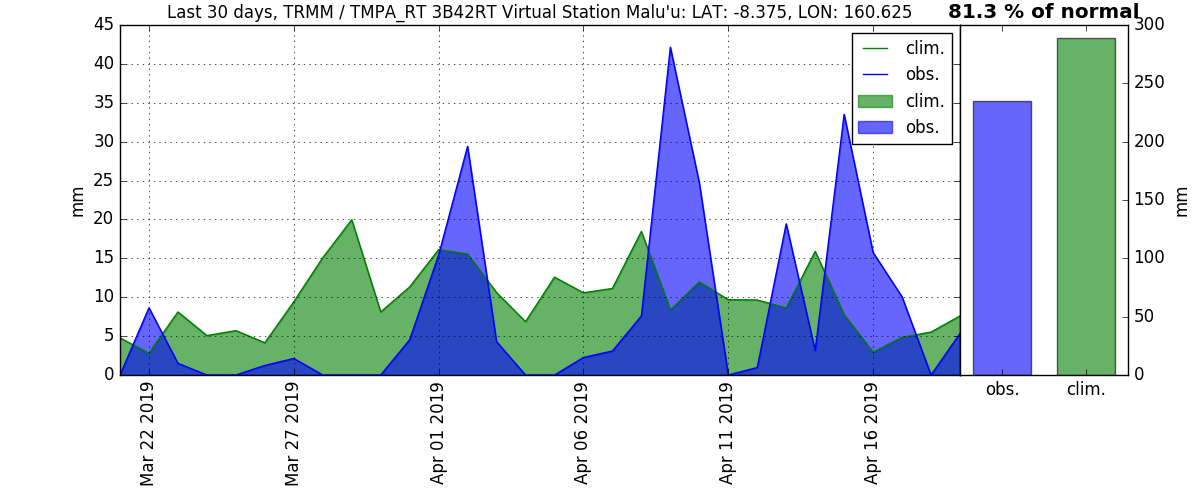 Last 30 days, TRMM / TMPA_RT 3B42RT Virtual Station Malu'u: LAT: -8.375, LON: 160.625
81.3 % of normal
45
40
35
30
25
20
15
10
5
0
mm
clim.
obs.
clim.
obs.
Mar 22 2019
Mar 27 2019
Apr 01 2019
Apr 06 2019
Apr 11 2019
Apr 16 2019
300
250
200
150
100
50
0
mm
obs.
clim.